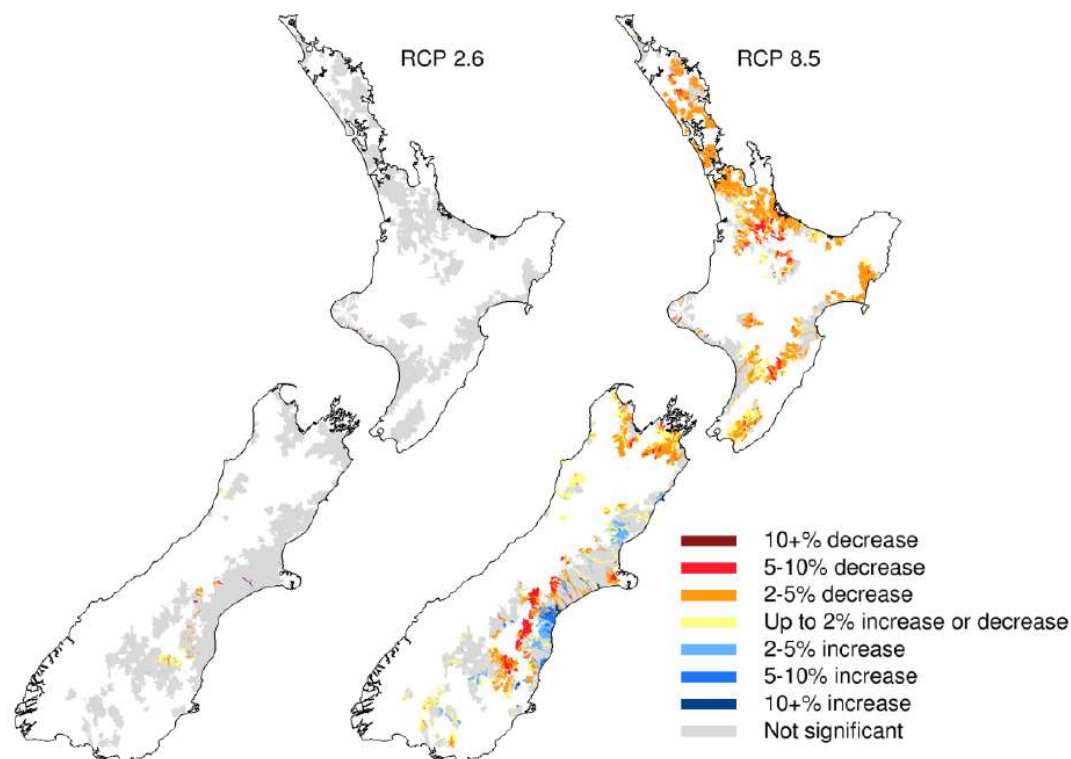 RCP 2.6
RCP 8.5
10+% decrease
5-10% decrease
2-5% decrease
Up to 2% increase or decrease
2-5% increase
5-10% increase
10+% increase
Not significant